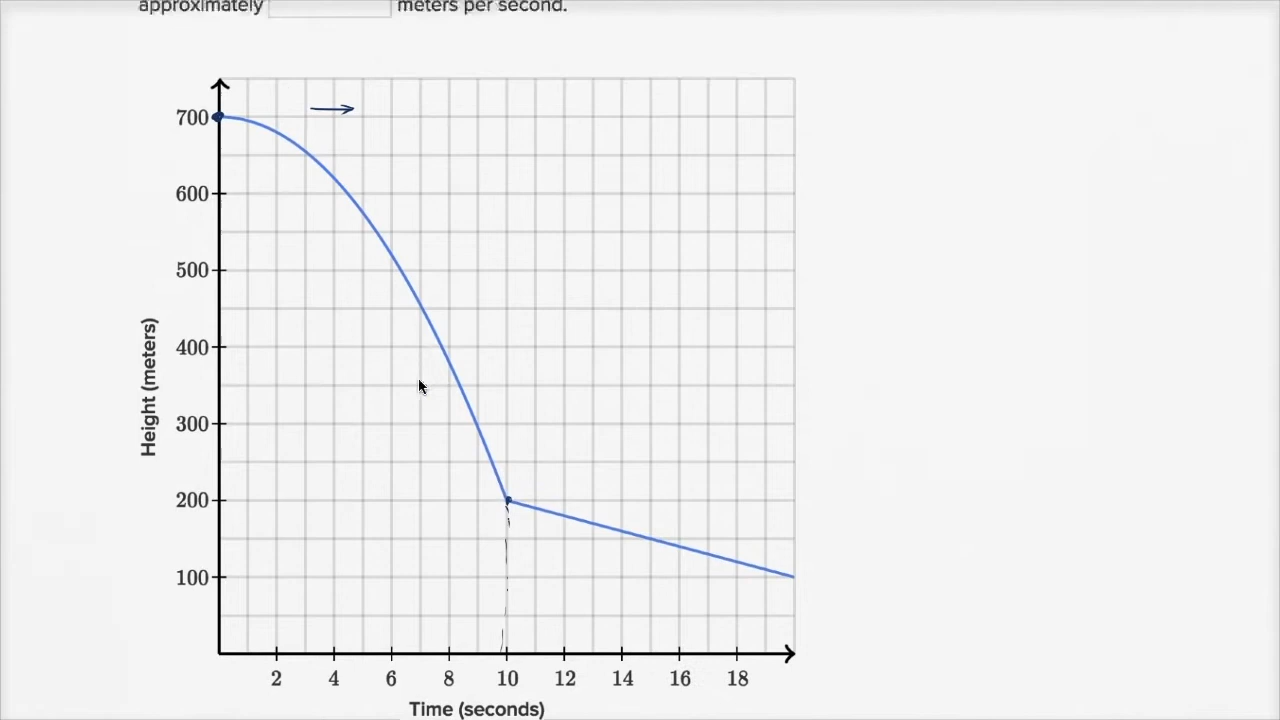 approximately meters per second.
700
600
500
400
300
200
100
Height (meters)
2 4 6 8 10 12 14 16 18
Time (seconds)